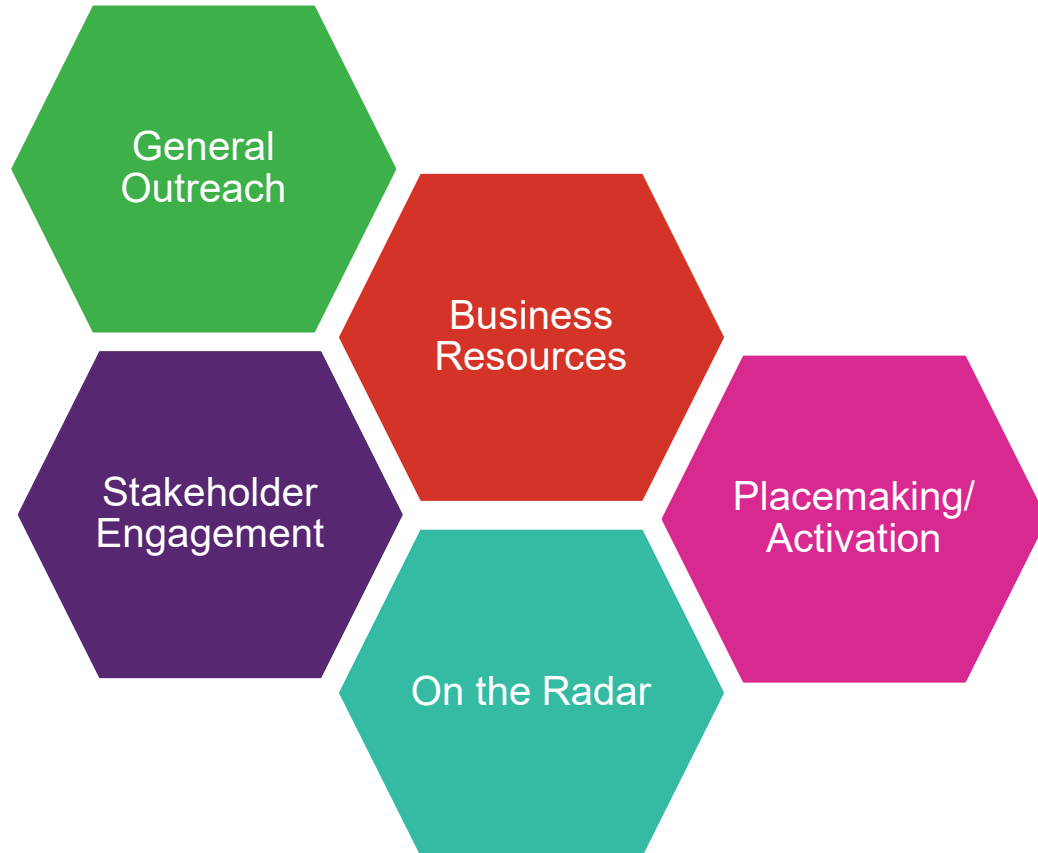 General
Outreach
Business
Resources
Stakeholder
Engagement
Placemaking/
Activation
On the Radar